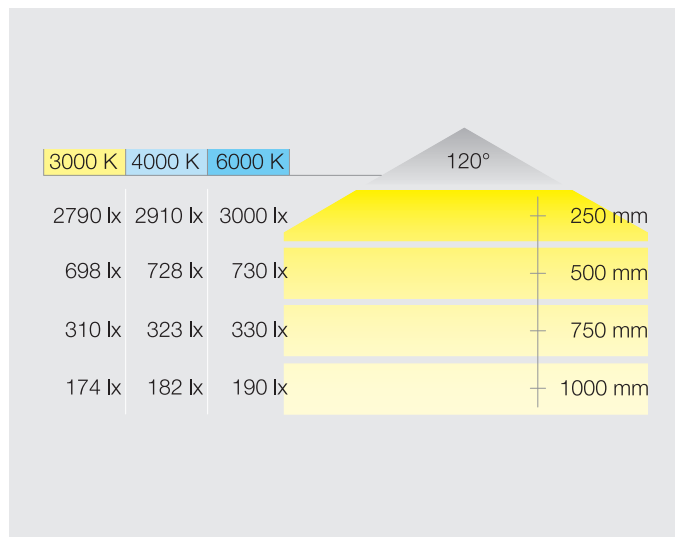 3000 K 4000 K 6000 K 120°
2790 lx 2910 lx 3000 lx 250 mm
698 lx 728 lx 730 lx 500 mm
310 lx 323 lx 330 lx 750 mm
174 lx 182 lx 190 lx 1000 mm